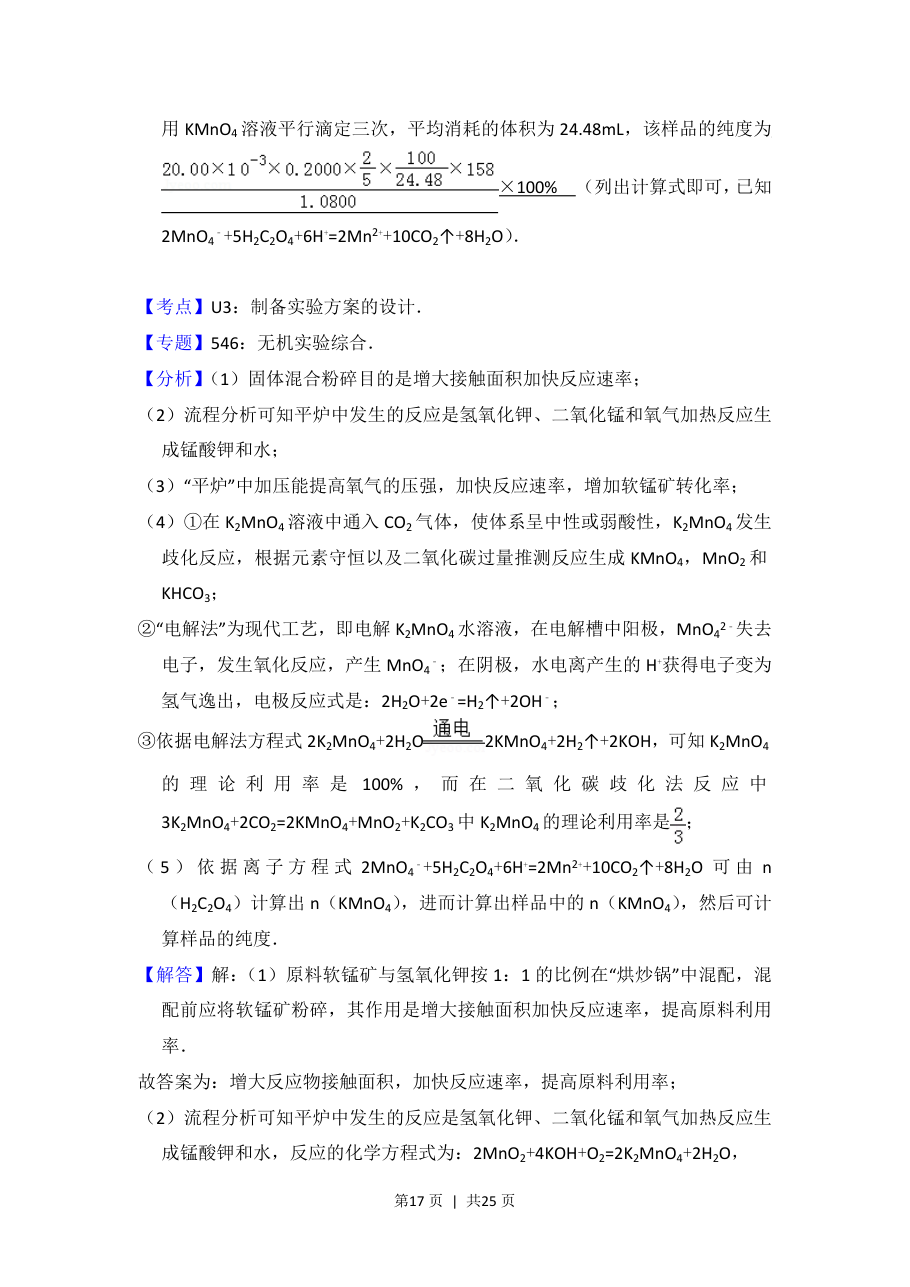 用 KMnO₄ 溶液平行滴定三次，平均消耗的体积为 24.48mL，该样品的纯度为
20.00×10⁻³×0.2000×2/5×100/24.48×158
1.0800
×100% （列出计算式即可，已知
2MnO₄⁻+5H₂C₂O₄+6H⁺=2Mn²⁺+10CO₂↑+8H₂O）．
【考点】U3：制备实验方案的设计．
【专题】546：无机实验综合．
【分析】（1）固体混合粉碎目的是增大接触面积加快反应速率；
（2）流程分析可知平炉中发生的反应是氢氧化钾、二氧化锰和氧气加热反应生
成锰酸钾和水；
（3）“平炉”中加压能提高氧气的压强，加快反应速率，增加软锰矿转化率；
（4）①在 K₂MnO₄ 溶液中通入 CO₂ 气体，使体系呈中性或弱酸性，K₂MnO₄ 发生
歧化反应，根据元素守恒以及二氧化碳过量推测反应生成 KMnO₄，MnO₂ 和
KHCO₃；
②“电解法”为现代工艺，即电解 K₂MnO₄ 水溶液，在电解槽中阳极，MnO₄²⁻失去
电子，发生氧化反应，产生 MnO₄⁻；在阴极，水电离产生的 H⁺获得电子变为
氢气逸出，电极反应式是：2H₂O+2e⁻=H₂↑+2OH⁻；
③依据电解法方程式 2K₂MnO₄+2H₂O 通电 2KMnO₄+2H₂↑+2KOH，可知 K₂MnO₄
的理论利用率是 100%，而在二氧化碳歧化法反应中
3K₂MnO₄+2CO₂=2KMnO₄+MnO₂+K₂CO₃ 中 K₂MnO₄ 的理论利用率是2/3；
（5）依据离子方程式 2MnO₄⁻+5H₂C₂O₄+6H⁺=2Mn²⁺+10CO₂↑+8H₂O 可由 n
（H₂C₂O₄）计算出 n（KMnO₄），进而计算出样品中的 n（KMnO₄），然后可计
算样品的纯度．
【解答】解：（1）原料软锰矿与氢氧化钾按 1：1 的比例在“烘炒锅”中混配，混
配前应将软锰矿粉碎，其作用是增大接触面积加快反应速率，提高原料利用
率．
故答案为：增大反应物接触面积，加快反应速率，提高原料利用率；
（2）流程分析可知平炉中发生的反应是氢氧化钾、二氧化锰和氧气加热反应生
成锰酸钾和水，反应的化学方程式为：2MnO₂+4KOH+O₂=2K₂MnO₄+2H₂O，
第17页 | 共25页